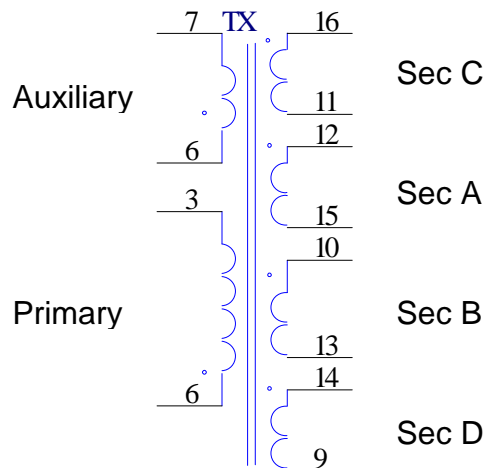 7 TX 16
Sec C
Auxiliary
11
12
6
3
Sec A
15
10
Primary
Sec B
13
14
6
Sec D
9